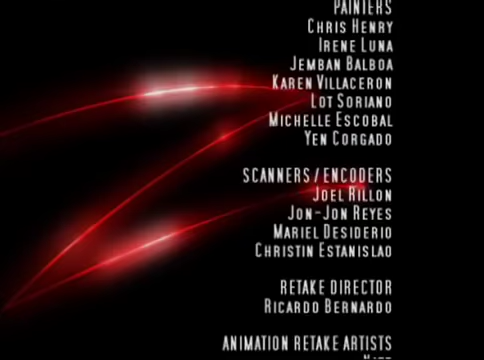 PAINTERS
CHRIS HENRY
IRENE LUNA
JEMBAN BALBOA
KAREN VILLACERON
LOT SORIANO
MICHELLE ESCOBAL
YEN CORGADO
SCANNERS / ENCODERS
JOEL RILLON
JON-JON REYES
MARIEL DESIDERIO
CHRISTIN ESTANISLAO
RETAKE DIRECTOR
RICARDO BERNARDO
ANIMATION RETAKE ARTISTS